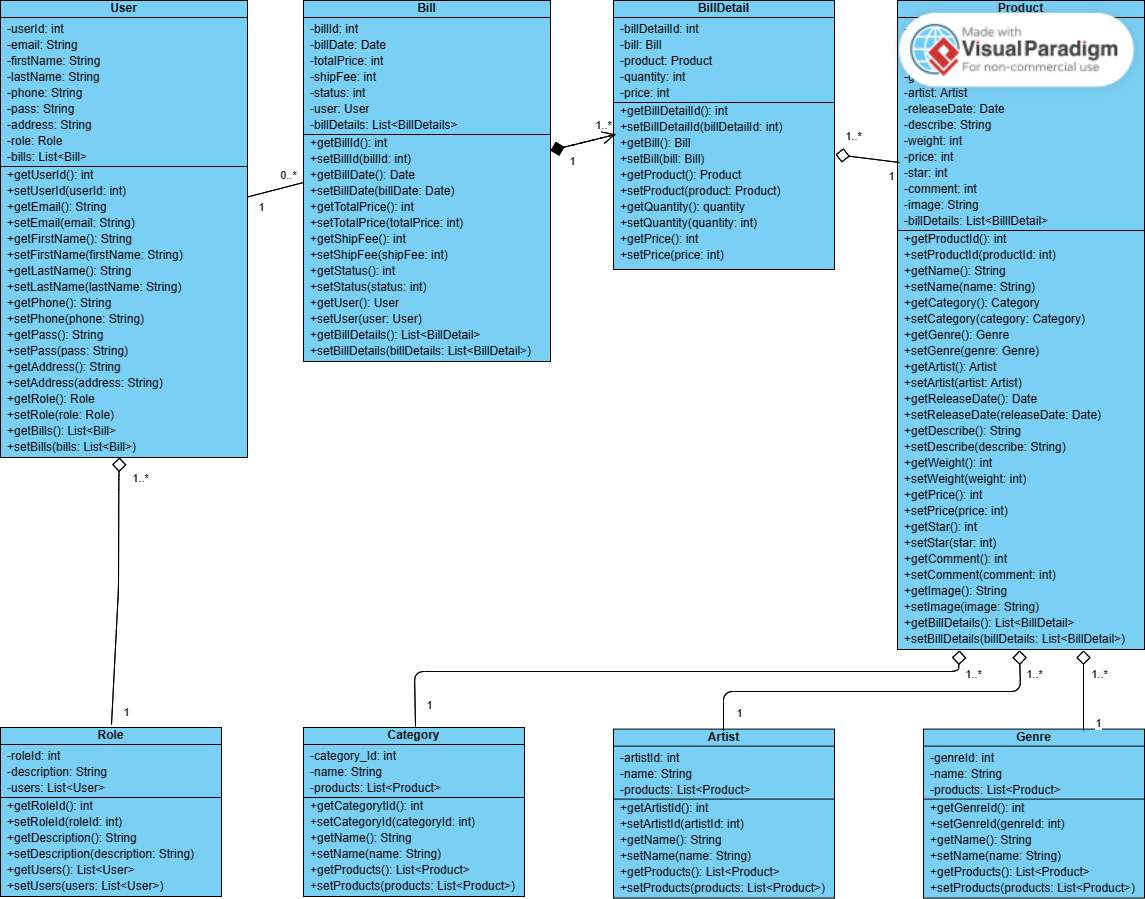 User
-userId: int
-email: String
-firstName: String
-lastName: String
-phone: String
-pass: String
-address: String
-role: Role
-bills: List<Bill>
+getUserId(): int
+setUserId(userId: int)
+getEmail(): String
+setEmail(email: String)
+getFirstName(): String
+setFirstName(firstName: String)
+getLastName(): String
+setLastName(lastName: String)
+getPhone(): String
+setPhone(phone: String)
+getPass(): String
+setPass(pass: String)
+getAddress(): String
+setAddress(address: String)
+getRole(): Role
+setRole(role: Role)
+getBills(): List<Bill>
+setBills(bills: List<Bill>)
0..*
1
Bill
-billId: int
-billDate: Date
-totalPrice: int
-shipFee: int
-status: int
-user: User
-billDetails: List<BillDetails>
+getBillId(): int
+setBillId(billId: int)
+getBillDate(): Date
+setBillDate(billDate: Date)
+getTotalPrice(): int
+setTotalPrice(totalPrice: int)
+getShipFee(): int
+setShipFee(shipFee: int)
+getStatus(): int
+setStatus(status: int)
+getUser(): User
+setUser(user: User)
+getBillDetails(): List<BillDetail>
+setBillDetails(billDetails: List<BillDetail>)
1..*
1
BillDetail
-billDetailId: int
-bill: Bill
-product: Product
-quantity: int
-price: int
+getBillDetailId(): int
+setBillDetailId(billDetailId: int)
+getBill(): Bill
+setBill(bill: Bill)
+getProduct(): Product
+setProduct(product: Product)
+getQuantity(): quantity
+setQuantity(quantity: int)
+getPrice(): int
+setPrice(price: int)
1..*
1
Product
Made with
Visual Paradigm
For non-commercial use
-artist: Artist
-releaseDate: Date
-describe: String
-weight: int
-price: int
-star: int
-comment: int
-image: String
-billDetails: List<BilllDetail>
+getProductId(): int
+setProductId(productId: int)
+getName(): String
+setName(name: String)
+getCategory(): Category
+setCategory(category: Category)
+getGenre(): Genre
+setGenre(genre: Genre)
+getArtist(): Artist
+setArtist(artist: Artist)
+getReleaseDate(): Date
+setReleaseDate(releaseDate: Date)
+getDescribe(): String
+setDescribe(describe: String)
+getWeight(): int
+setWeight(weight: int)
+getPrice(): int
+setPrice(price: int)
+getStar(): int
+setStar(star: int)
+getComment(): int
+setComment(comment: int)
+getImage(): String
+setImage(image: String)
+getBillDetails(): List<BillDetail>
+setBillDetails(billDetails: List<BillDetail>)
1..*
1
1..*
1
1..*
1
1..*
1
Role
-roleId: int
-description: String
-users: List<User>
+getRoleId(): int
+setRoleId(roleId: int)
+getDescription(): String
+setDescription(description: String)
+getUsers(): List<User>
+setUsers(users: List<User>)
Category
-category_Id: int
-name: String
-products: List<Product>
+getCategorytId(): int
+setCategoryId(categoryId: int)
+getName(): String
+setName(name: String)
+getProducts(): List<Product>
+setProducts(products: List<Product>)
Artist
-artistId: int
-name: String
-products: List<Product>
+getArtistId(): int
+setArtistId(artistId: int)
+getName(): String
+setName(name: String)
+getProducts(): List<Product>
+setProducts(products: List<Product>)
Genre
-genreId: int
-name: String
-products: List<Product>
+getGenreId(): int
+setGenreId(genreId: int)
+getName(): String
+setName(name: String)
+getProducts(): List<Product>
+setProducts(products: List<Product>)